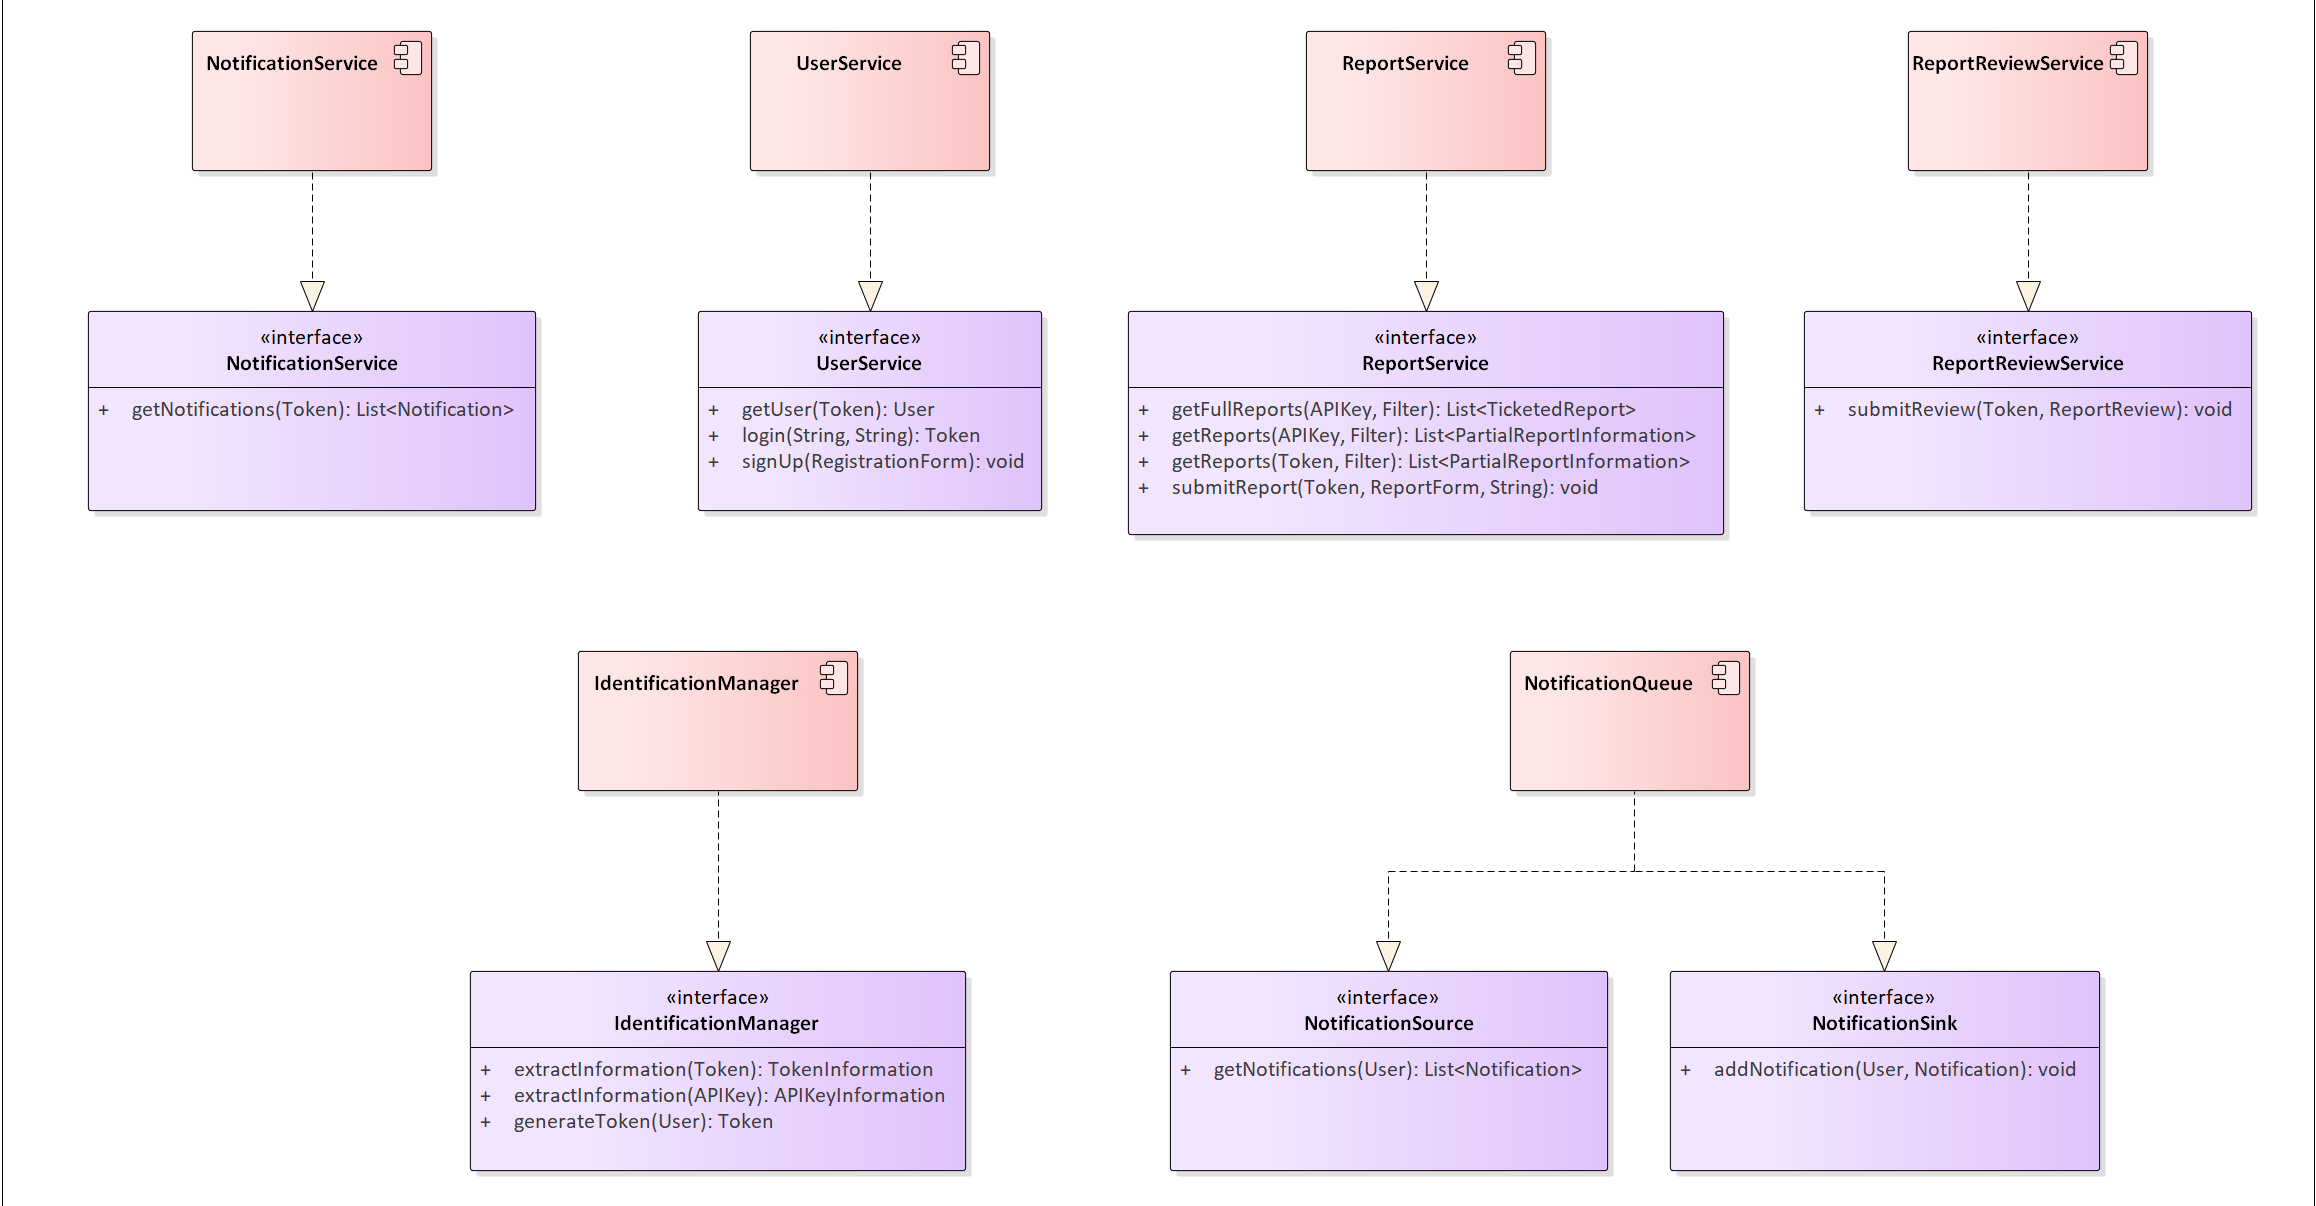 NotificationService
UserService
ReportService
ReportReviewService
«interface»
NotificationService
+ getNotifications(Token): List<Notification>
«interface»
UserService
+ getUser(Token): User
+ login(String, String): Token
+ signUp(RegistrationForm): void
«interface»
ReportService
+ getFullReports(APIKey, Filter): List<TicketedReport>
+ getReports(APIKey, Filter): List<PartialReportInformation>
+ getReports(Token, Filter): List<PartialReportInformation>
+ submitReport(Token, ReportForm, String): void
«interface»
ReportReviewService
+ submitReview(Token, ReportReview): void
IdentificationManager
NotificationQueue
«interface»
IdentificationManager
+ extractInformation(Token): TokenInformation
+ extractInformation(APIKey): APIKeyInformation
+ generateToken(User): Token
«interface»
NotificationSource
+ getNotifications(User): List<Notification>
«interface»
NotificationSink
+ addNotification(User, Notification): void